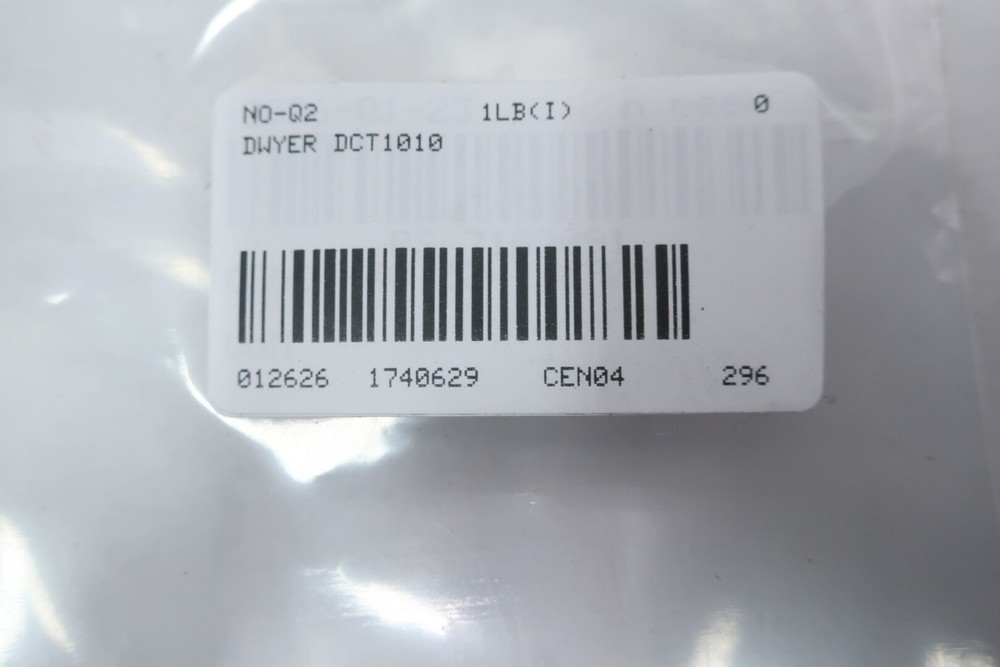 NO-Q2 1LB(I) 0
DWYER DCT1010
012626 1740629 CEN04 296